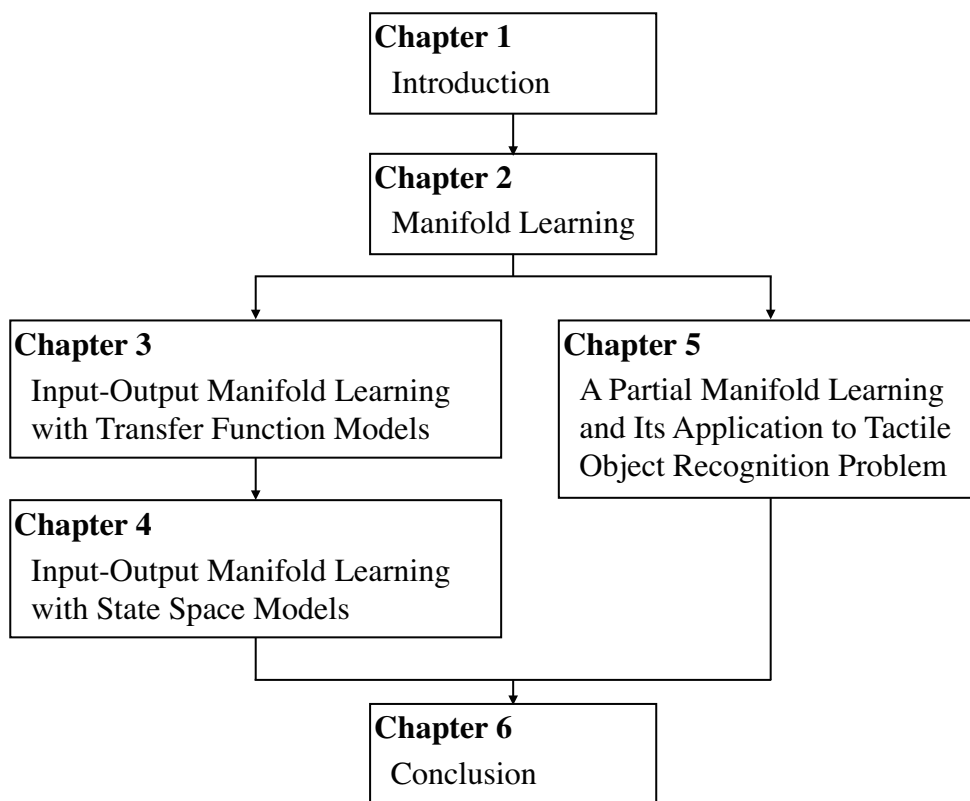 Chapter 1
Introduction
Chapter 2
Manifold Learning
Chapter 3
Input-Output Manifold Learning
with Transfer Function Models
Chapter 4
Input-Output Manifold Learning
with State Space Models
Chapter 5
A Partial Manifold Learning
and Its Application to Tactile
Object Recognition Problem
Chapter 6
Conclusion